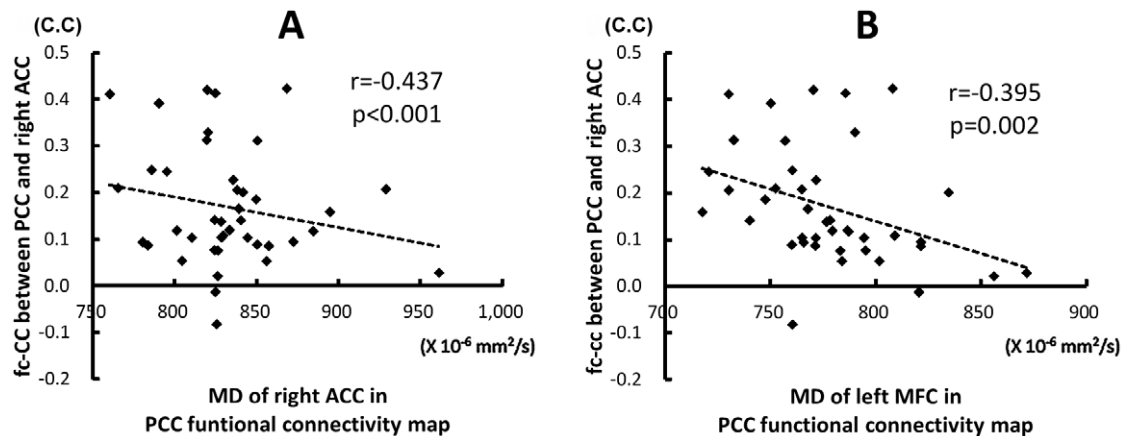 (C.C)
A
0.5
0.4
0.3
0.2
0.1
0.0
-0.1
-0.2
fc-CC between PCC and right ACC
r=-0.437
p<0.001
750 800 850 900 950 1,000
(X 10⁻⁶ mm²/s)
MD of right ACC in
PCC funtional connectivity map
(C.C)
B
0.5
0.4
0.3
0.2
0.1
0.0
-0.1
-0.2
fc-cc between PCC and right ACC
r=-0.395
p=0.002
700 750 800 850 900
(X 10⁻⁶ mm²/s)
MD of left MFC in
PCC functional connectivity map